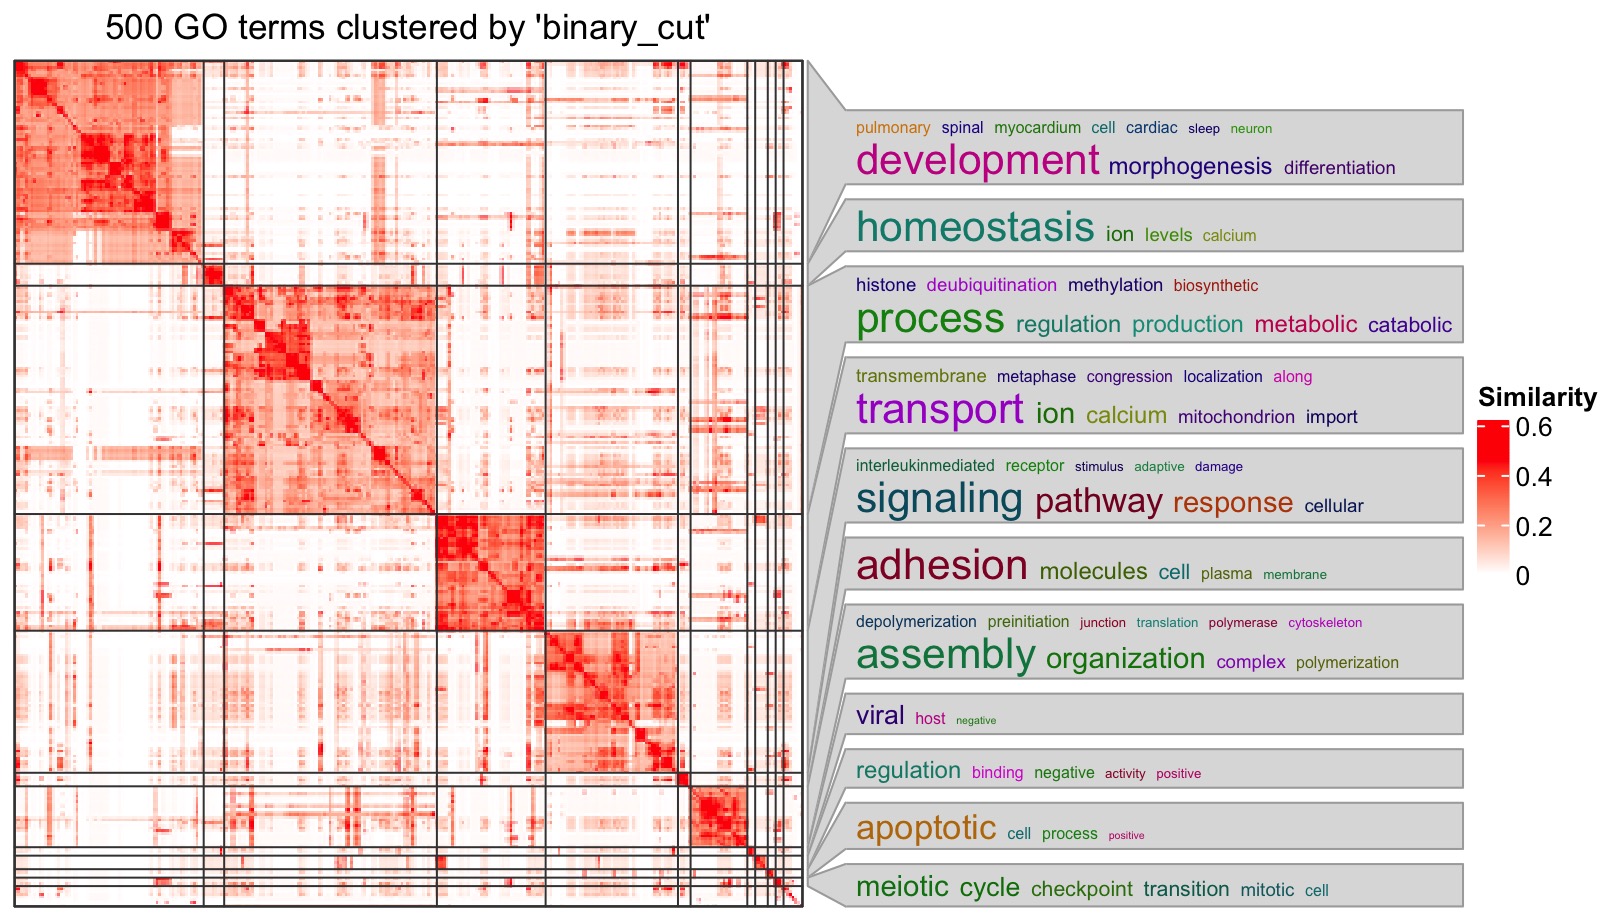 500 GO terms clustered by 'binary_cut'
pulmonary spinal myocardium cell cardiac sleep neuron
development morphogenesis differentiation
homeostasis ion levels calcium
histone deubiquitination methylation biosynthetic
process regulation production metabolic catabolic
transmembrane metaphase congression localization along
transport ion calcium mitochondrion import
interleukinmediated receptor stimulus adaptive damage
signaling pathway response cellular
adhesion molecules cell plasma membrane
depolymerization preinitiation junction translation polymerase cytoskeleton
assembly organization complex polymerization
viral host negative
regulation binding negative activity positive
apoptotic cell process positive
meiotic cycle checkpoint transition mitotic cell
Similarity
0.6
0.4
0.2
0